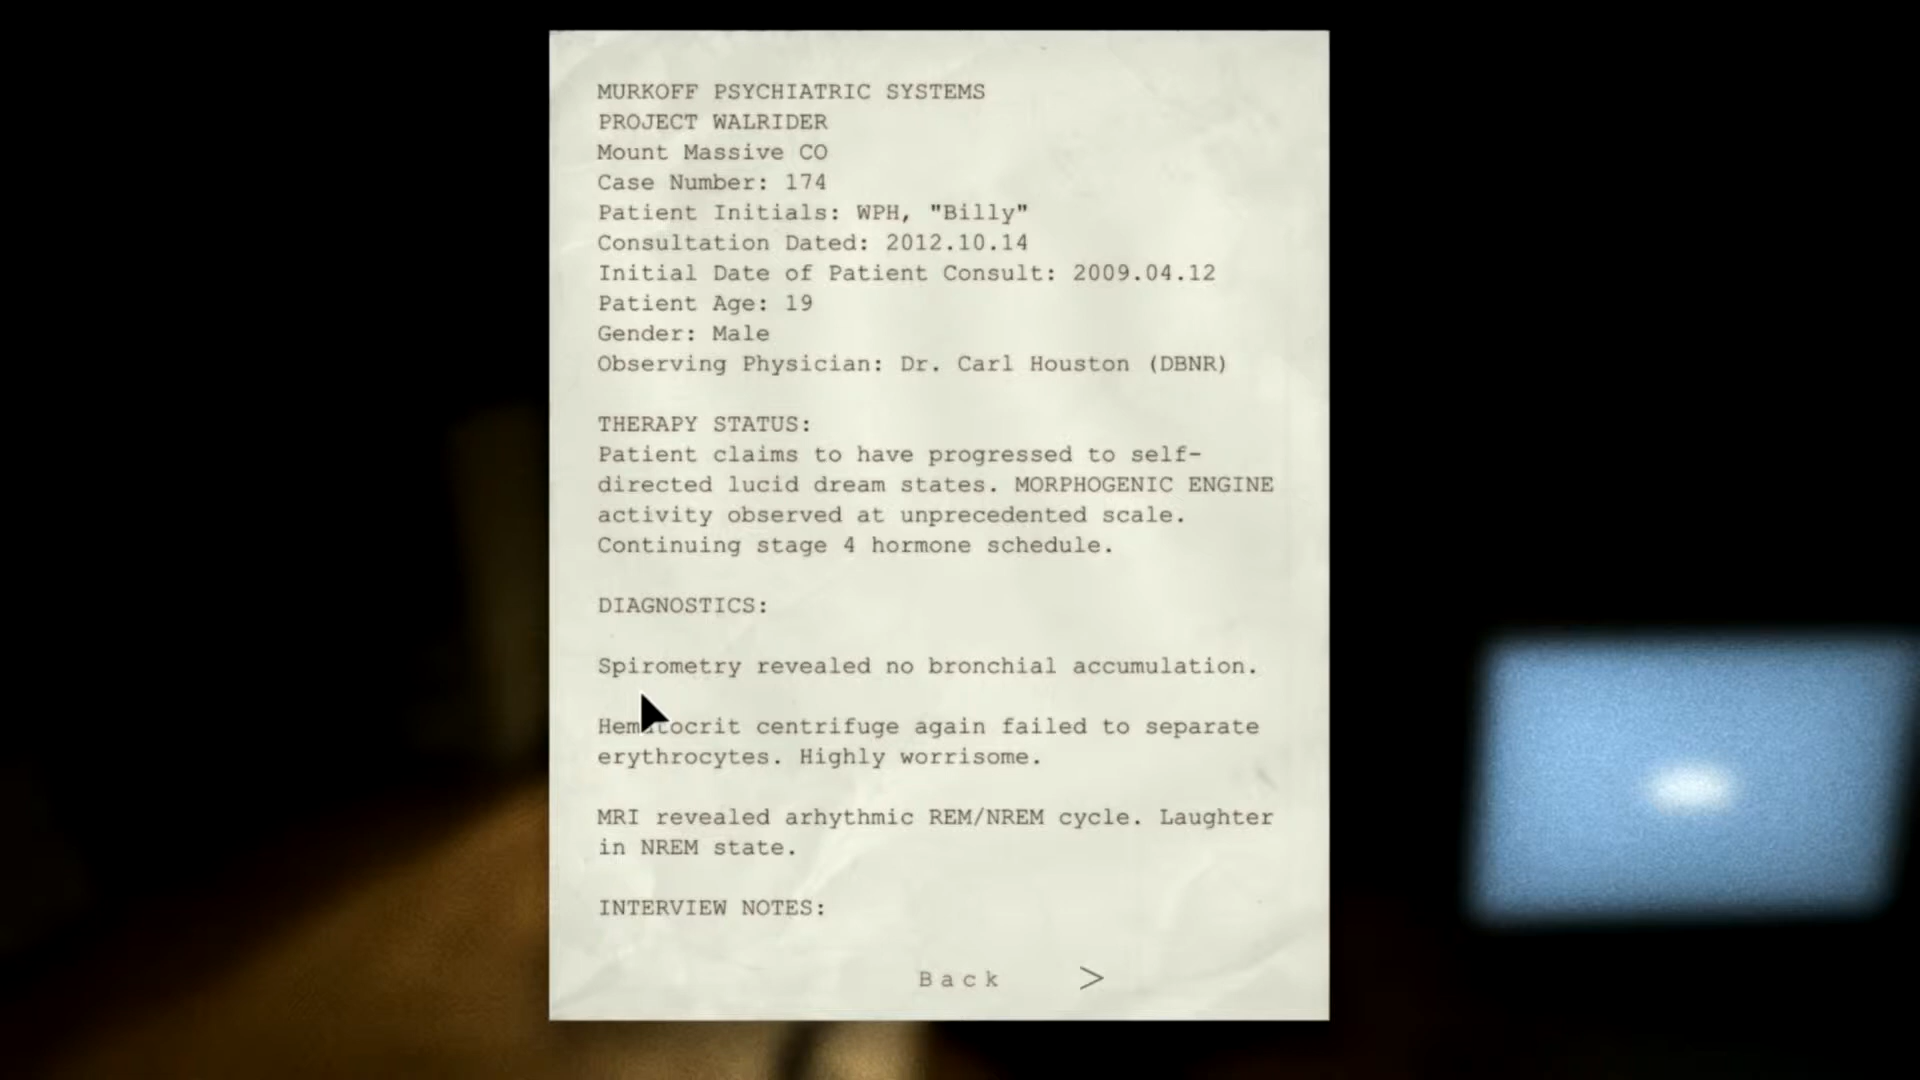 MURKOFF PSYCHIATRIC SYSTEMS
PROJECT WALRIDER
Mount Massive CO
Case Number: 174
Patient Initials: WPH, "Billy"
Consultation Dated: 2012.10.14
Initial Date of Patient Consult: 2009.04.12
Patient Age: 19
Gender: Male
Observing Physician: Dr. Carl Houston (DBNR)
THERAPY STATUS:
Patient claims to have progressed to self-
directed lucid dream states. MORPHOGENIC ENGINE
activity observed at unprecedented scale.
Continuing stage 4 hormone schedule.
DIAGNOSTICS:
Spirometry revealed no bronchial accumulation.
Hematocrit centrifuge again failed to separate
erythrocytes. Highly worrisome.
MRI revealed arhythmic REM/NREM cycle. Laughter
in NREM state.
INTERVIEW NOTES:
Back >